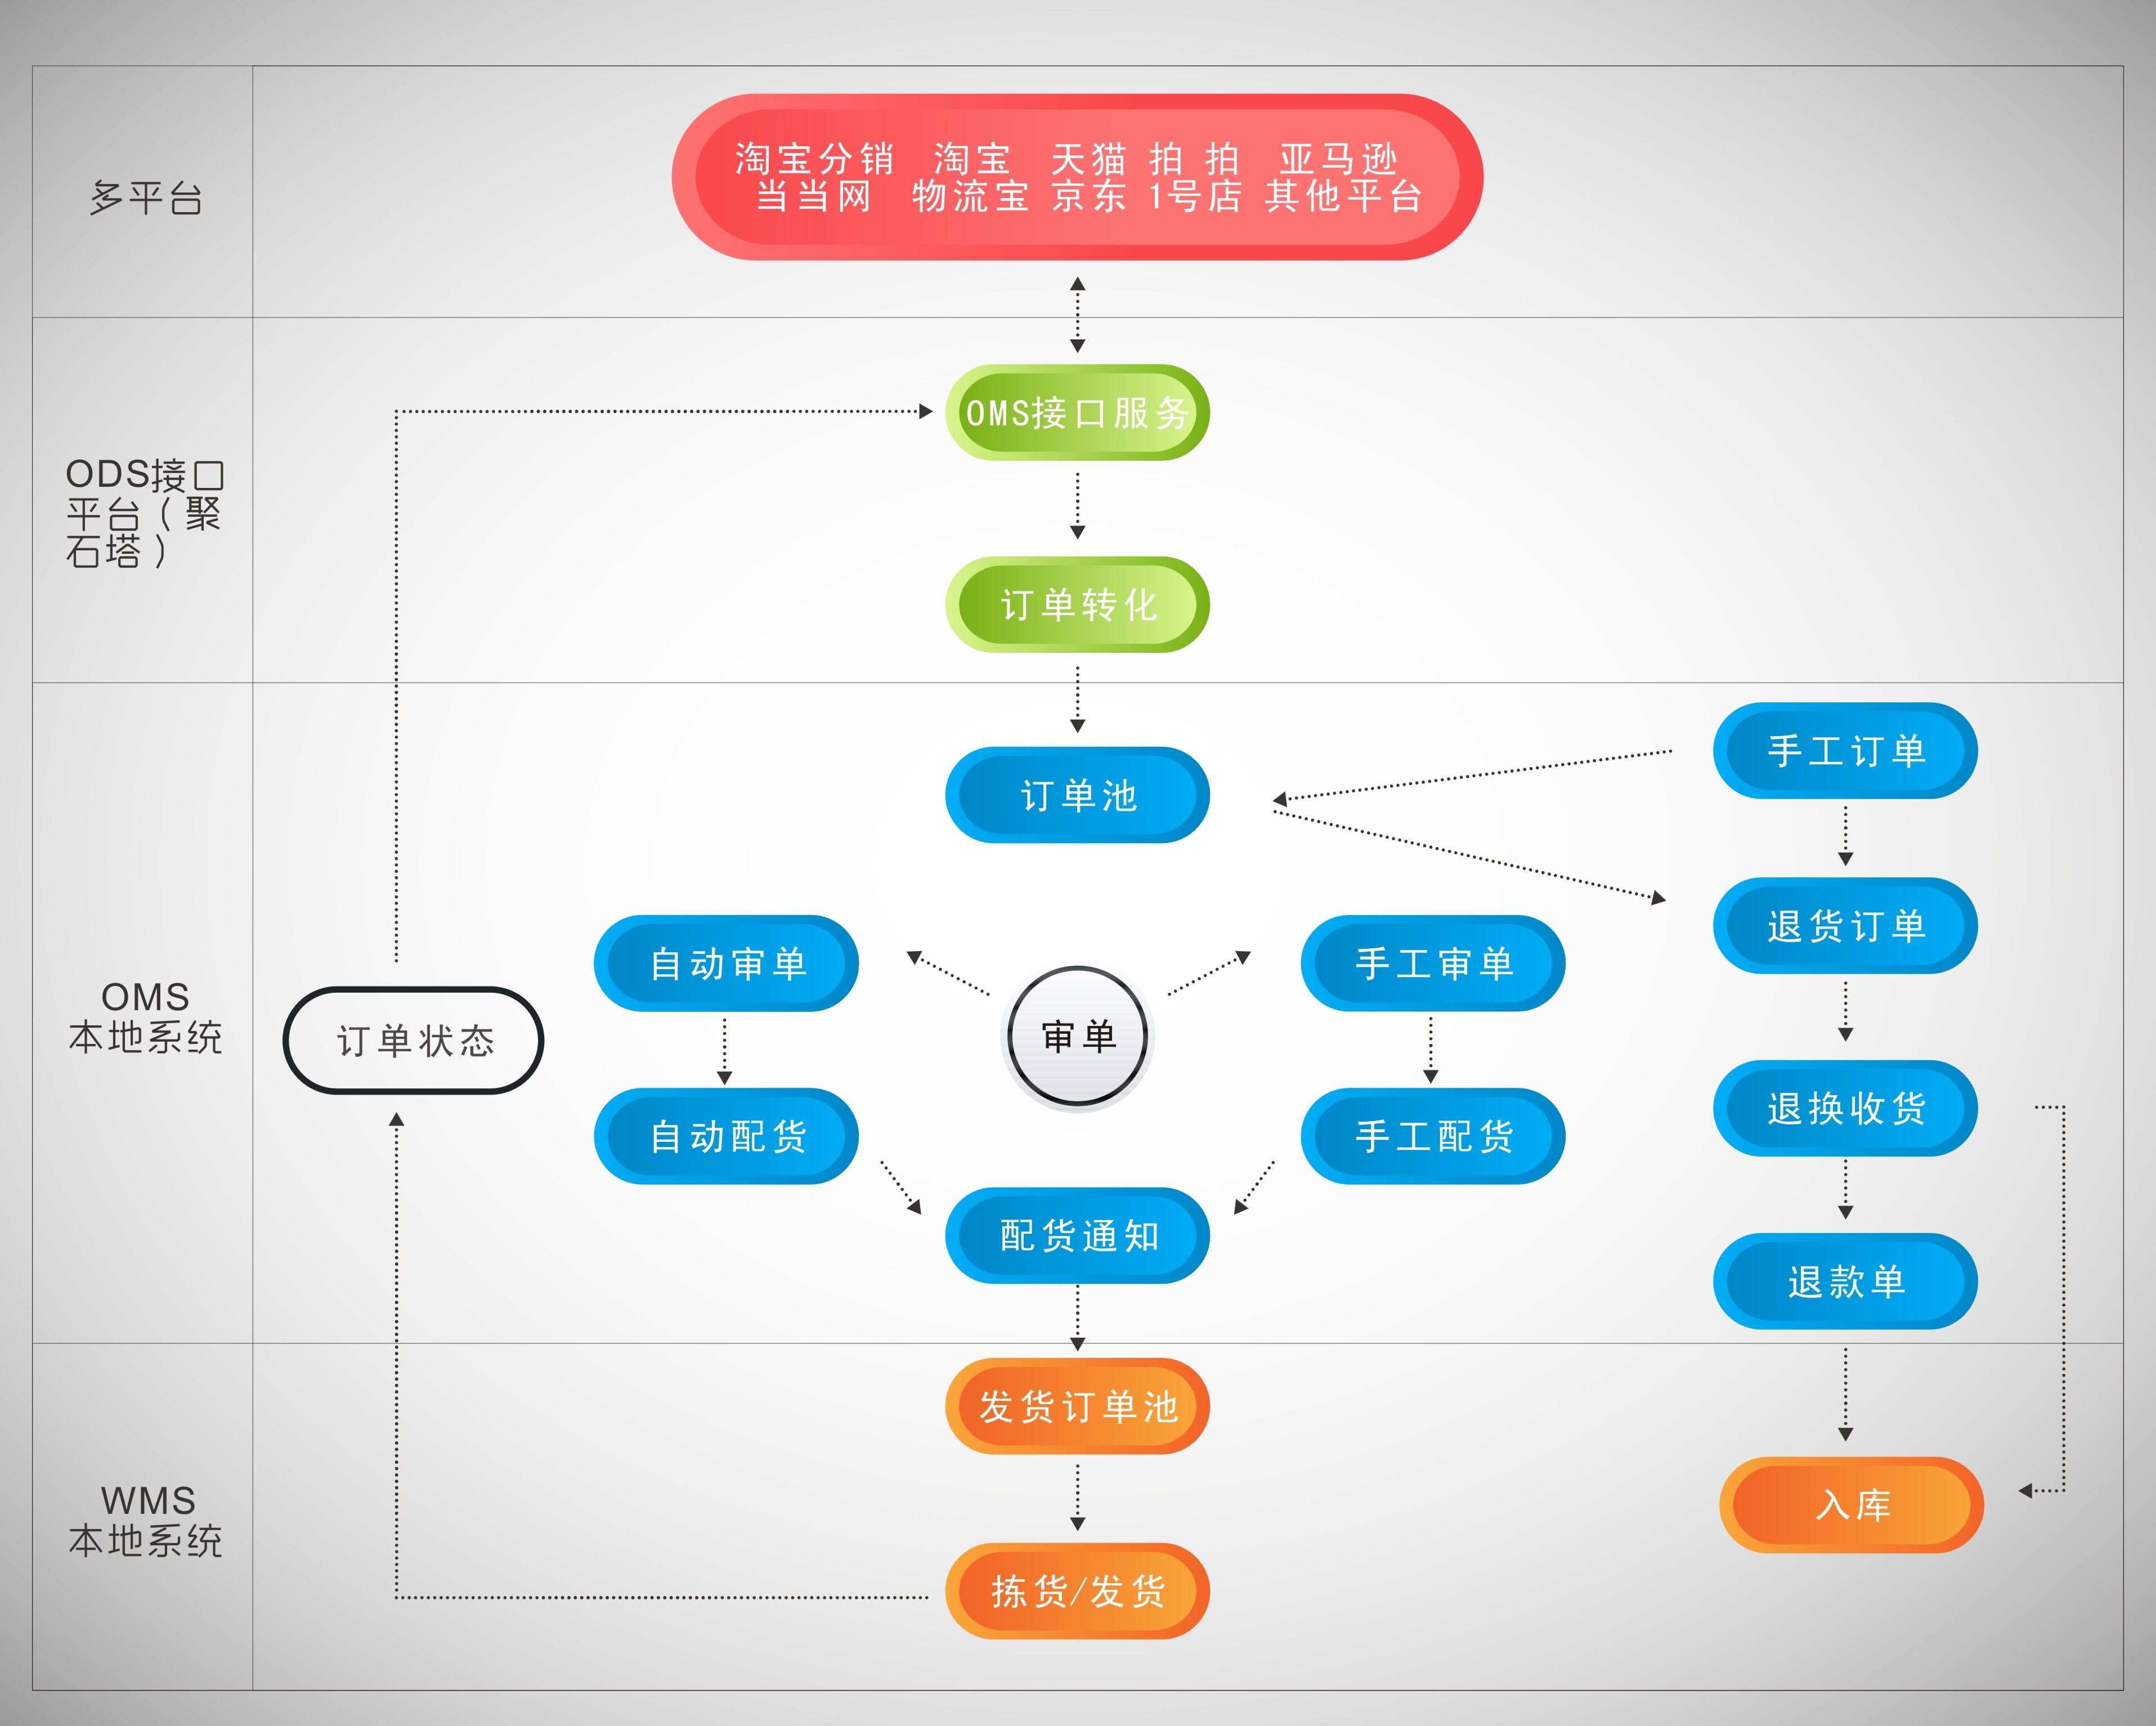 多平台
淘宝分销 淘宝 天猫 拍拍 亚马逊
当当网 物流宝 京东 1号店 其他平台
ODS接口
平台（聚
石塔）
OMS接口服务
订单转化
OMS
本地系统
订单池
手工订单
退货订单
自动审单
手工审单
订单状态
审单
自动配货
手工配货
退换收货
配货通知
退款单
WMS
本地系统
发货订单池
入库
拣货/发货